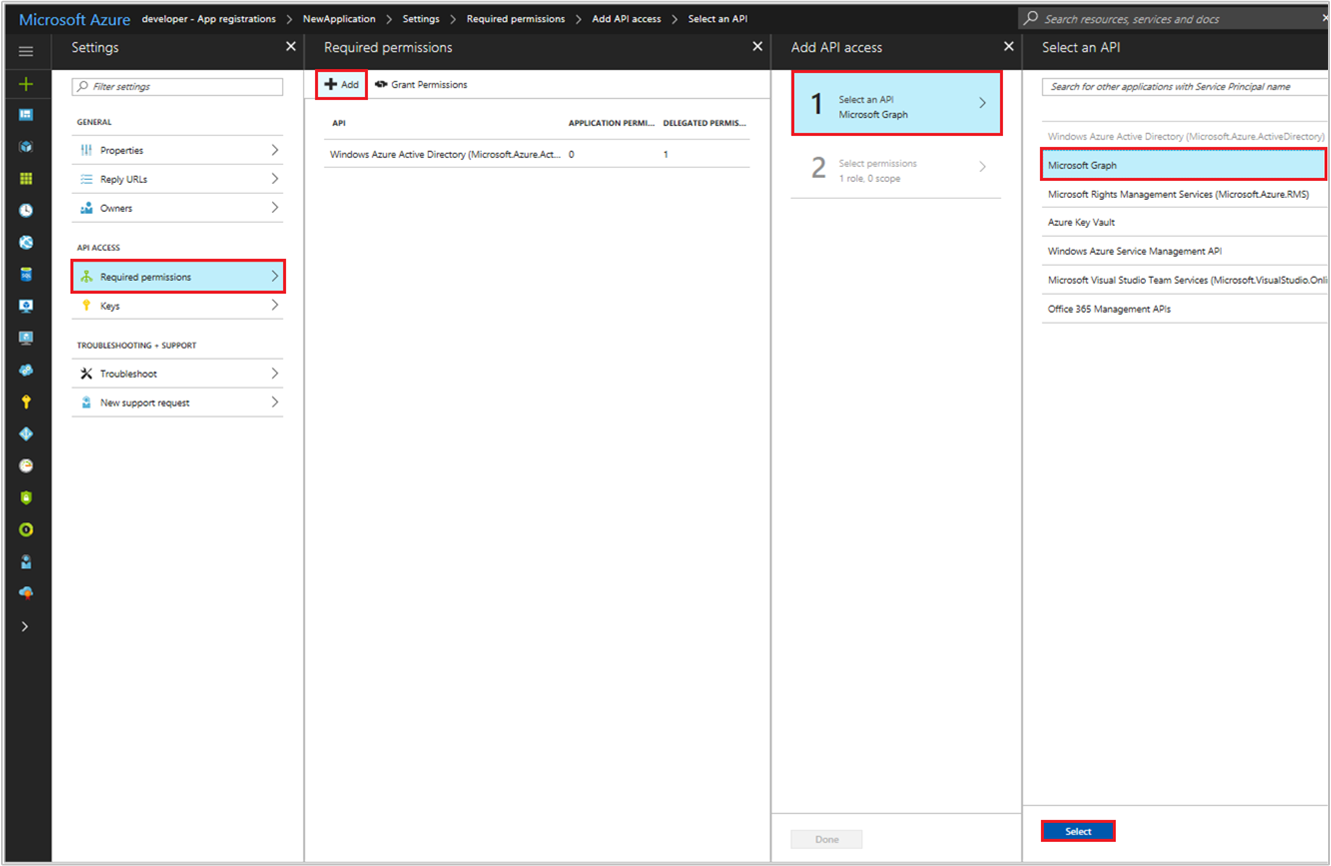 Microsoft Azure developer - App registrations > NewApplication > Settings > Required permissions > Add API access > Select an API
Search resources, services and docs
Settings
Filter settings
GENERAL
Properties
Reply URLs
Owners
API ACCESS
Required permissions
Keys
TROUBLESHOOTING + SUPPORT
Troubleshoot
New support request
Required permissions
Add Grant Permissions
API APPLICATION PERMI... DELEGATED PERMIS...
Windows Azure Active Directory (Microsoft.Azure.Act... 0 1
Add API access
1 Select an API
Microsoft Graph
2 Select permissions
1 role, 0 scope
Done
Select an API
Search for other applications with Service Principal name
Windows Azure Active Directory (Microsoft.Azure.ActiveDirectory)
Microsoft Graph
Microsoft Rights Management Services (Microsoft.Azure.RMS)
Azure Key Vault
Windows Azure Service Management API
Microsoft Visual Studio Team Services (Microsoft.VisualStudio.Onli
Office 365 Management APIs
Select